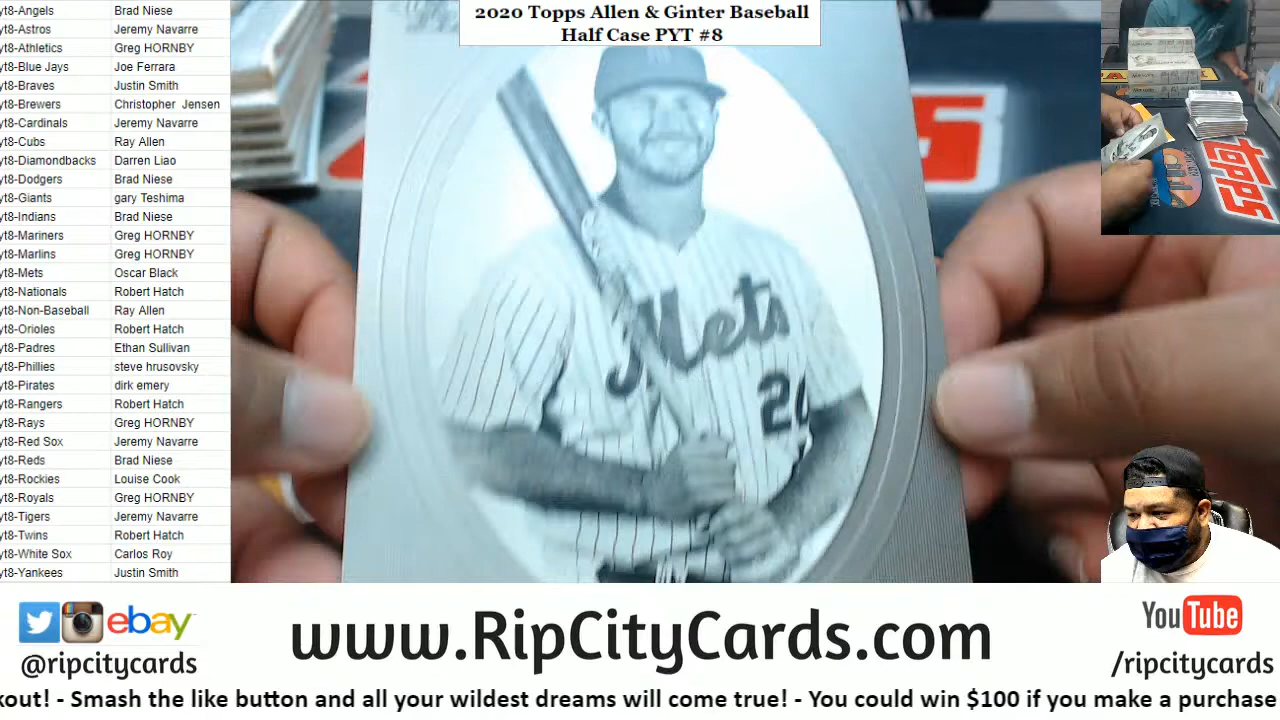 2020 Topps Allen & Ginter Baseball
Half Case PYT #8
yt8-Angels Brad Niese
yt8-Astros Jeremy Navarre
yt8-Athletics Greg HORNBY
yt8-Blue Jays Joe Ferrara
yt8-Braves Justin Smith
yt8-Brewers Christopher Jensen
yt8-Cardinals Jeremy Navarre
yt8-Cubs Ray Allen
yt8-Diamondbacks Darren Liao
yt8-Dodgers Brad Niese
yt8-Giants gary Teshima
yt8-Indians Brad Niese
yt8-Mariners Greg HORNBY
yt8-Marlins Greg HORNBY
yt8-Mets Oscar Black
yt8-Nationals Robert Hatch
yt8-Non-Baseball Ray Allen
yt8-Orioles Robert Hatch
yt8-Padres Ethan Sullivan
yt8-Phillies steve hrusovsky
yt8-Pirates dirk emery
yt8-Rangers Robert Hatch
yt8-Rays Greg HORNBY
yt8-Red Sox Jeremy Navarre
yt8-Reds Brad Niese
yt8-Rockies Louise Cook
yt8-Royals Greg HORNBY
yt8-Tigers Jeremy Navarre
yt8-Twins Robert Hatch
yt8-White Sox Carlos Roy
yt8-Yankees Justin Smith
Mets
20
topps
ebay
@ripcitycards
www.RipCityCards.com
YouTube
/ripcitycards
kout! - Smash the like button and all your wildest dreams will come true! - You could win $100 if you make a purchase